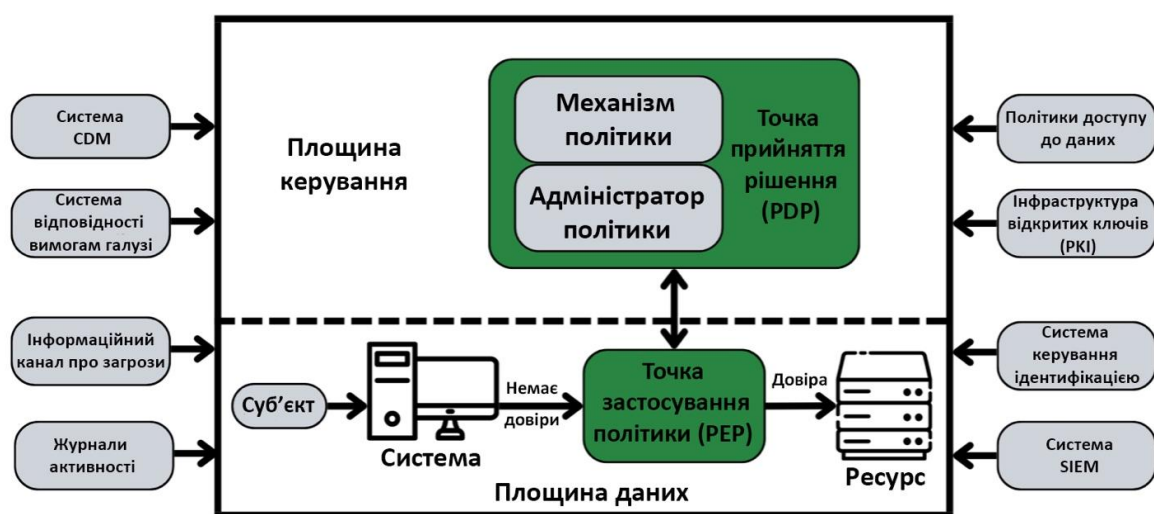 Система
CDM
Система
відповідності
вимогам галузі
Інформаційний
канал про загрози
Журнали
активності
Площина
керування
Механізм
політики
Адміністратор
політики
Точка
прийняття
рішення
(PDP)
Суб’єкт
Система
Немає
довіри
Точка
застосування
політики (PEP)
Довіра
Ресурс
Площина даних
Політики доступу
до даних
Інфраструктура
відкритих ключів
(PKI)
Система
керування
ідентифікацією
Система
SIEM